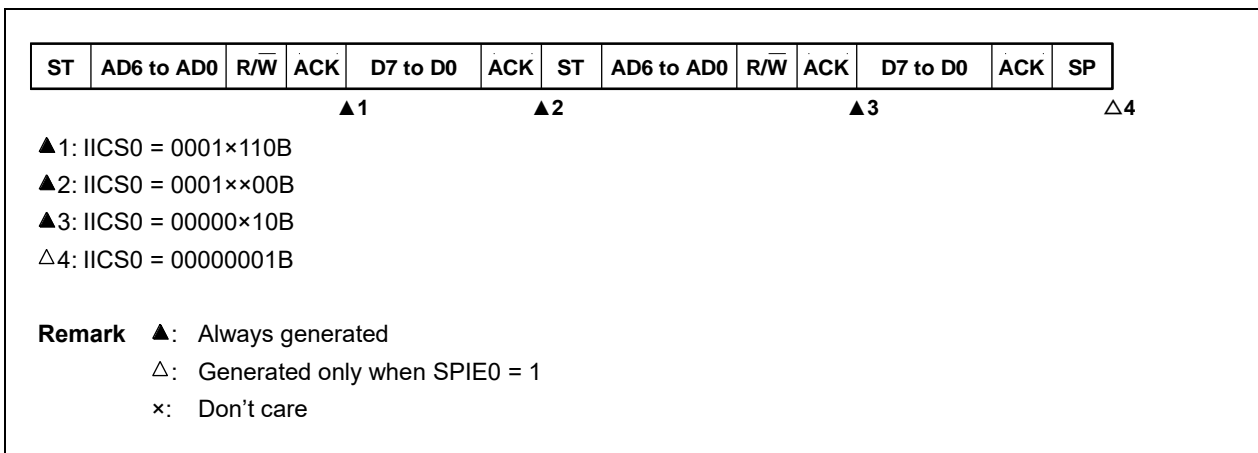 ST AD6 to AD0 R/W̅ ACK D7 to D0 ACK ST AD6 to AD0 R/W̅ ACK D7 to D0 ACK SP
▲1 ▲2 ▲3 △4
▲1: IICS0 = 0001×110B
▲2: IICS0 = 0001××00B
▲3: IICS0 = 00000×10B
△4: IICS0 = 00000001B
Remark ▲: Always generated
△: Generated only when SPIE0 = 1
×: Don’t care